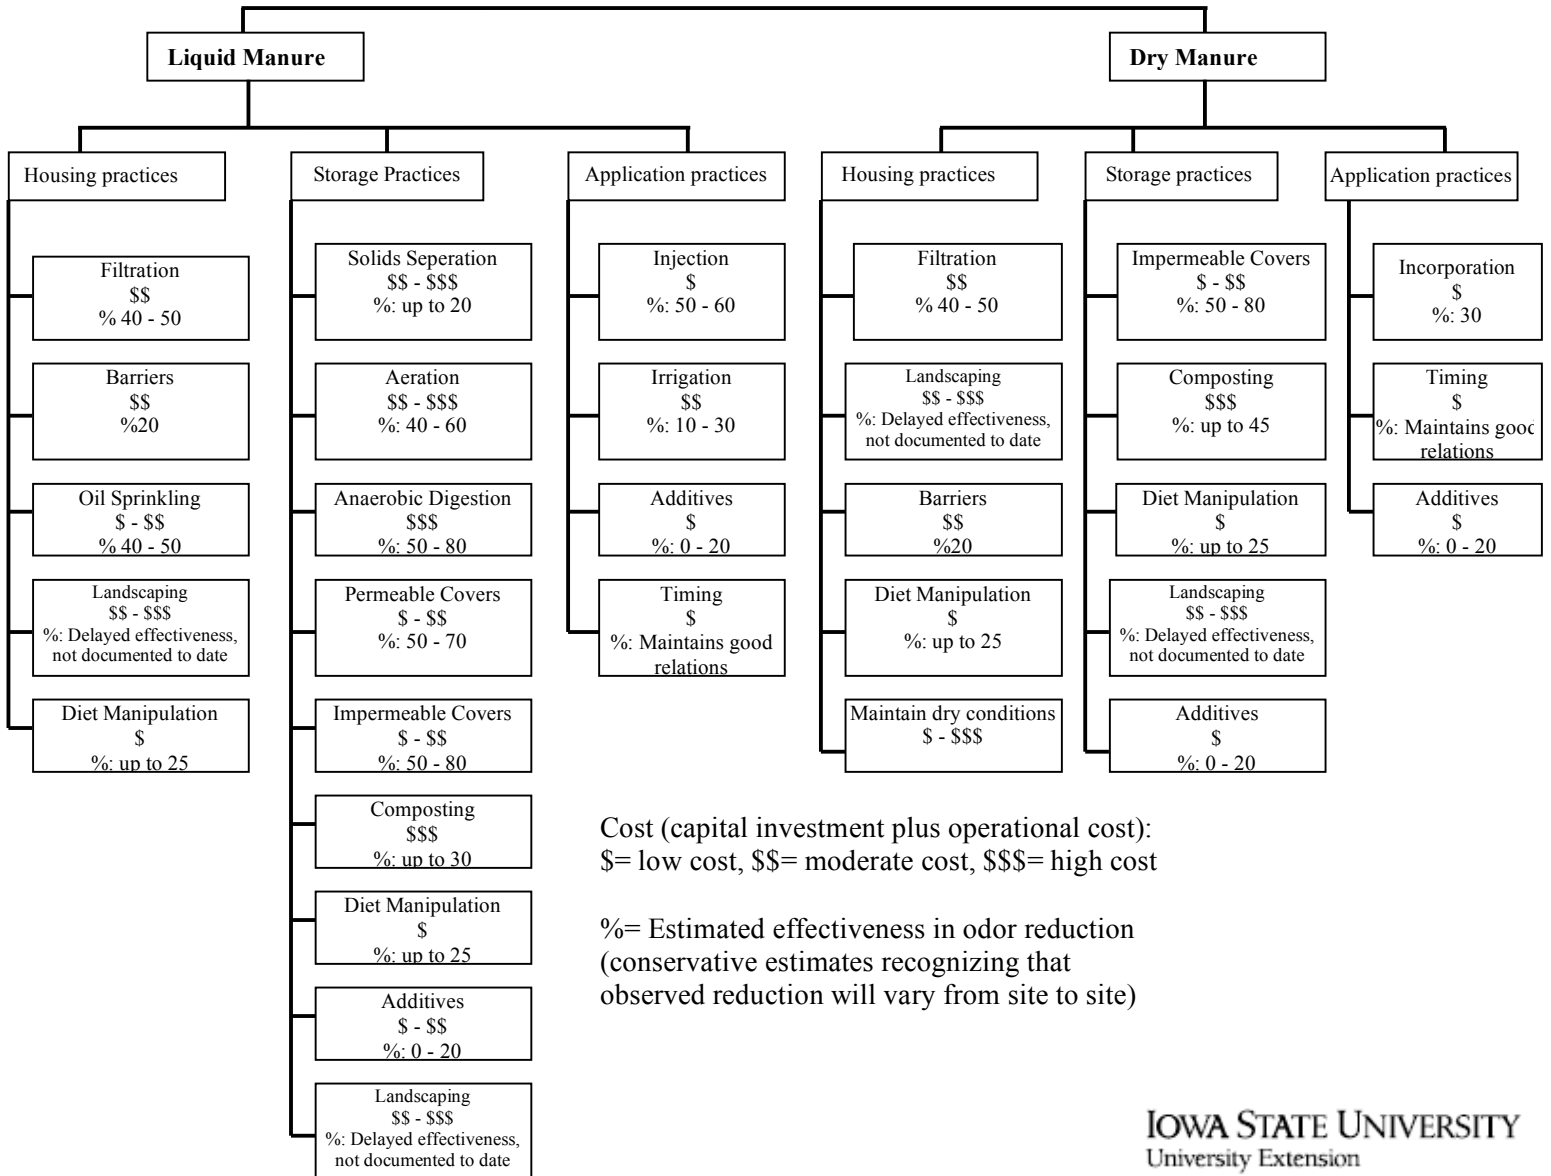 Liquid Manure
Dry Manure
Housing practices
Filtration
$$
% 40 - 50
Barriers
$$
%20
Oil Sprinkling
$ - $$
% 40 - 50
Landscaping
$$ - $$$
%: Delayed effectiveness,
not documented to date
Diet Manipulation
$
%: up to 25
Storage Practices
Solids Seperation
$$ - $$$
%: up to 20
Aeration
$$ - $$$
%: 40 - 60
Anaerobic Digestion
$$$
%: 50 - 80
Permeable Covers
$ - $$
%: 50 - 70
Impermeable Covers
$ - $$
%: 50 - 80
Composting
$$$
%: up to 30
Diet Manipulation
$
%: up to 25
Additives
$ - $$
%: 0 - 20
Landscaping
$$ - $$$
%: Delayed effectiveness,
not documented to date
Application practices
Injection
$
%: 50 - 60
Irrigation
$$
%: 10 - 30
Additives
$
%: 0 - 20
Timing
$
%: Maintains good
relations
Housing practices
Filtration
$$
% 40 - 50
Landscaping
$$ - $$$
%: Delayed effectiveness,
not documented to date
Barriers
$$
%20
Diet Manipulation
$
%: up to 25
Maintain dry conditions
$ - $$$
Storage practices
Impermeable Covers
$ - $$
%: 50 - 80
Composting
$$$
%: up to 45
Diet Manipulation
$
%: up to 25
Landscaping
$$ - $$$
%: Delayed effectiveness,
not documented to date
Additives
$
%: 0 - 20
Application practices
Incorporation
$
%: 30
Timing
$
%: Maintains good
relations
Additives
$
%: 0 - 20
Cost (capital investment plus operational cost):
$= low cost, $$= moderate cost, $$$= high cost
%= Estimated effectiveness in odor reduction
(conservative estimates recognizing that
observed reduction will vary from site to site)
IOWA STATE UNIVERSITY
University Extension